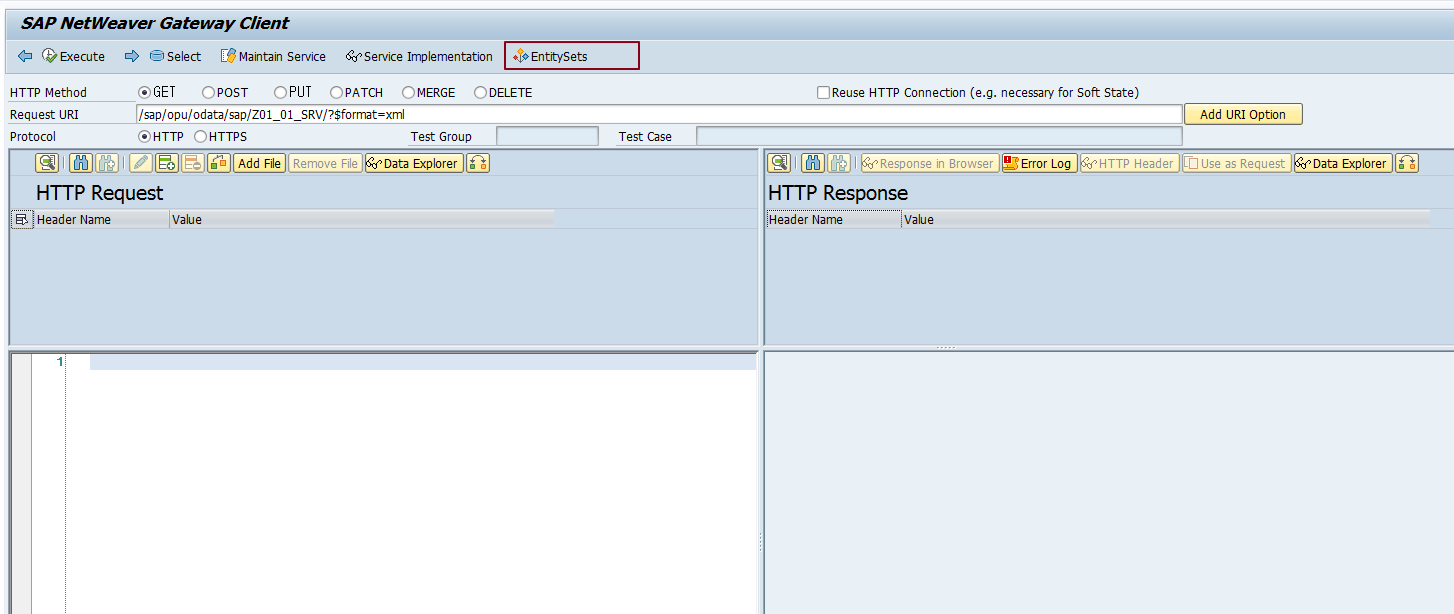 SAP NetWeaver Gateway Client
Execute Select Maintain Service Service Implementation EntitySets
HTTP Method GET POST PUT PATCH MERGE DELETE Reuse HTTP Connection (e.g. necessary for Soft State)
Request URI /sap/opu/odata/sap/Z01_01_SRV/?$format=xml Add URI Option
Protocol HTTP HTTPS Test Group Test Case
Add File Remove File Data Explorer Response in Browser Error Log HTTP Header Use as Request Data Explorer
HTTP Request HTTP Response
Header Name Value Header Name Value
1